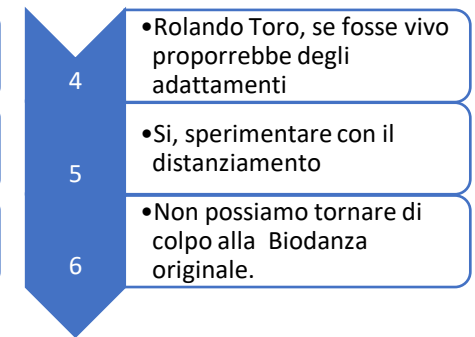 4
•Rolando Toro, se fosse vivo
proporrebbe degli
adattamenti
5
•Si, sperimentare con il
distanziamento
6
•Non possiamo tornare di
colpo alla  Biodanza
originale.